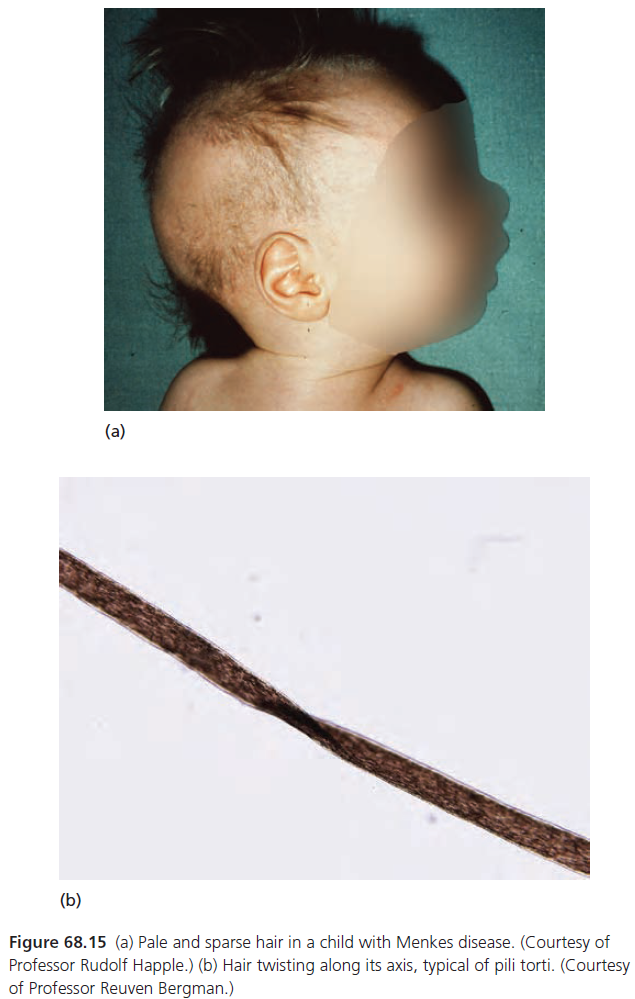 (a)
(b)
Figure 68.15 (a) Pale and sparse hair in a child with Menkes disease. (Courtesy of
Professor Rudolf Happle.) (b) Hair twisting along its axis, typical of pili torti. (Courtesy
of Professor Reuven Bergman.)